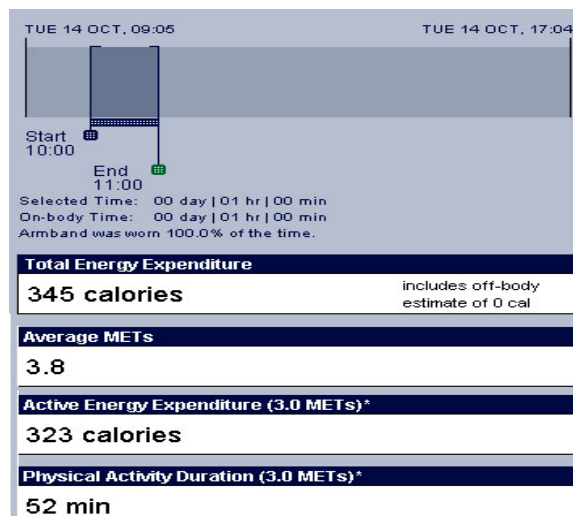 TUE 14 OCT, 09:05 TUE 14 OCT, 17:04
Start
10:00
End
11:00
Selected Time: 00 day | 01 hr | 00 min
On-body Time: 00 day | 01 hr | 00 min
Armband was worn 100.0% of the time.
Total Energy Expenditure
345 calories includes off-body
estimate of 0 cal
Average METs
3.8
Active Energy Expenditure (3.0 METs)*
323 calories
Physical Activity Duration (3.0 METs)*
52 min